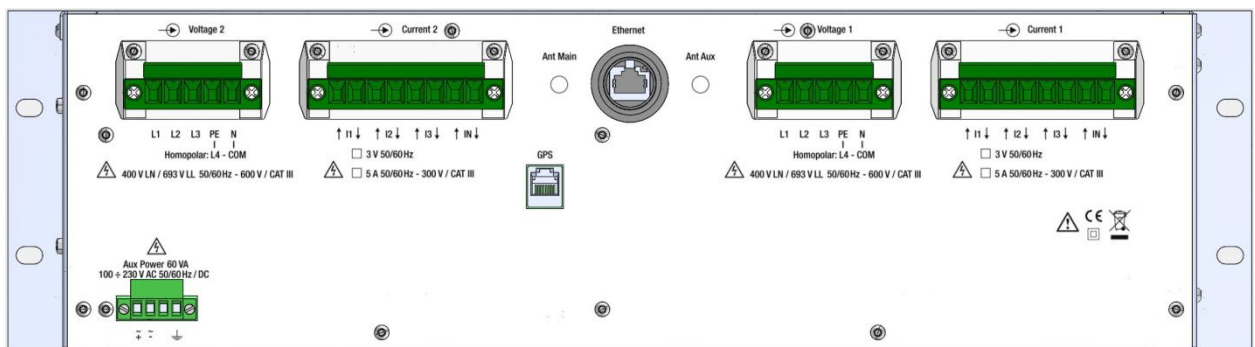 Voltage 2
Current 2
Ethernet
Voltage 1
Current 1
Ant Main
Ant Aux
L1 L2 L3 PE N
↑ I1 ↓ ↑ I2 ↓ ↑ I3 ↓ ↑ IN ↓
L1 L2 L3 PE N
↑ I1 ↓ ↑ I2 ↓ ↑ I3 ↓ ↑ IN ↓
Homopolar: L4 - COM
3 V 50/60Hz
GPS
Homopolar: L4 - COM
3 V 50/60Hz
400 V LN / 693 V LL 50/60Hz - 600 V / CAT III
5 A 50/60Hz - 300 V / CAT III
400 V LN / 693 V LL 50/60Hz - 600 V / CAT III
5 A 50/60Hz - 300 V / CAT III
CE
Aux Power 60 VA
100 ÷ 230 V AC 50/60Hz / DC
~ ~
+ -